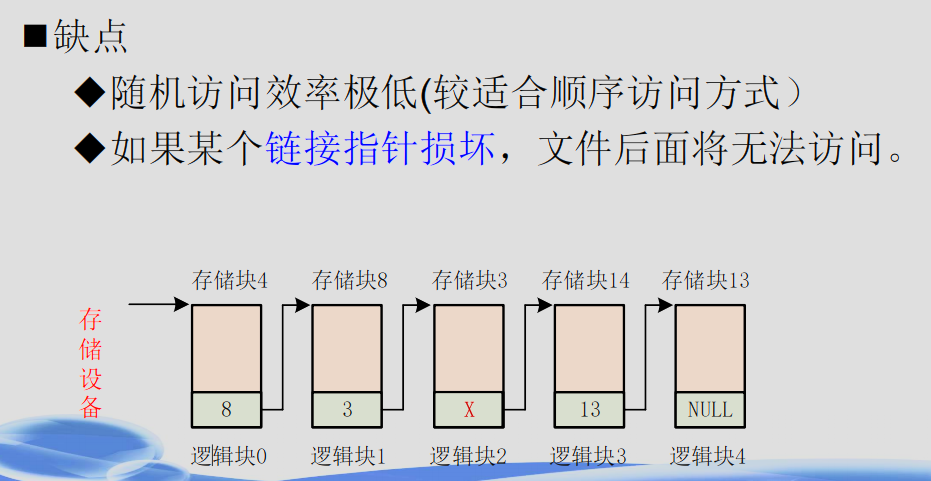 ■缺点
◆随机访问效率极低(较适合顺序访问方式）
◆如果某个链接指针损坏，文件后面将无法访问。
存储块4 存储块8 存储块3 存储块14 存储块13
存储设备
8 3 X 13 NULL
逻辑块0 逻辑块1 逻辑块2 逻辑块3 逻辑块4